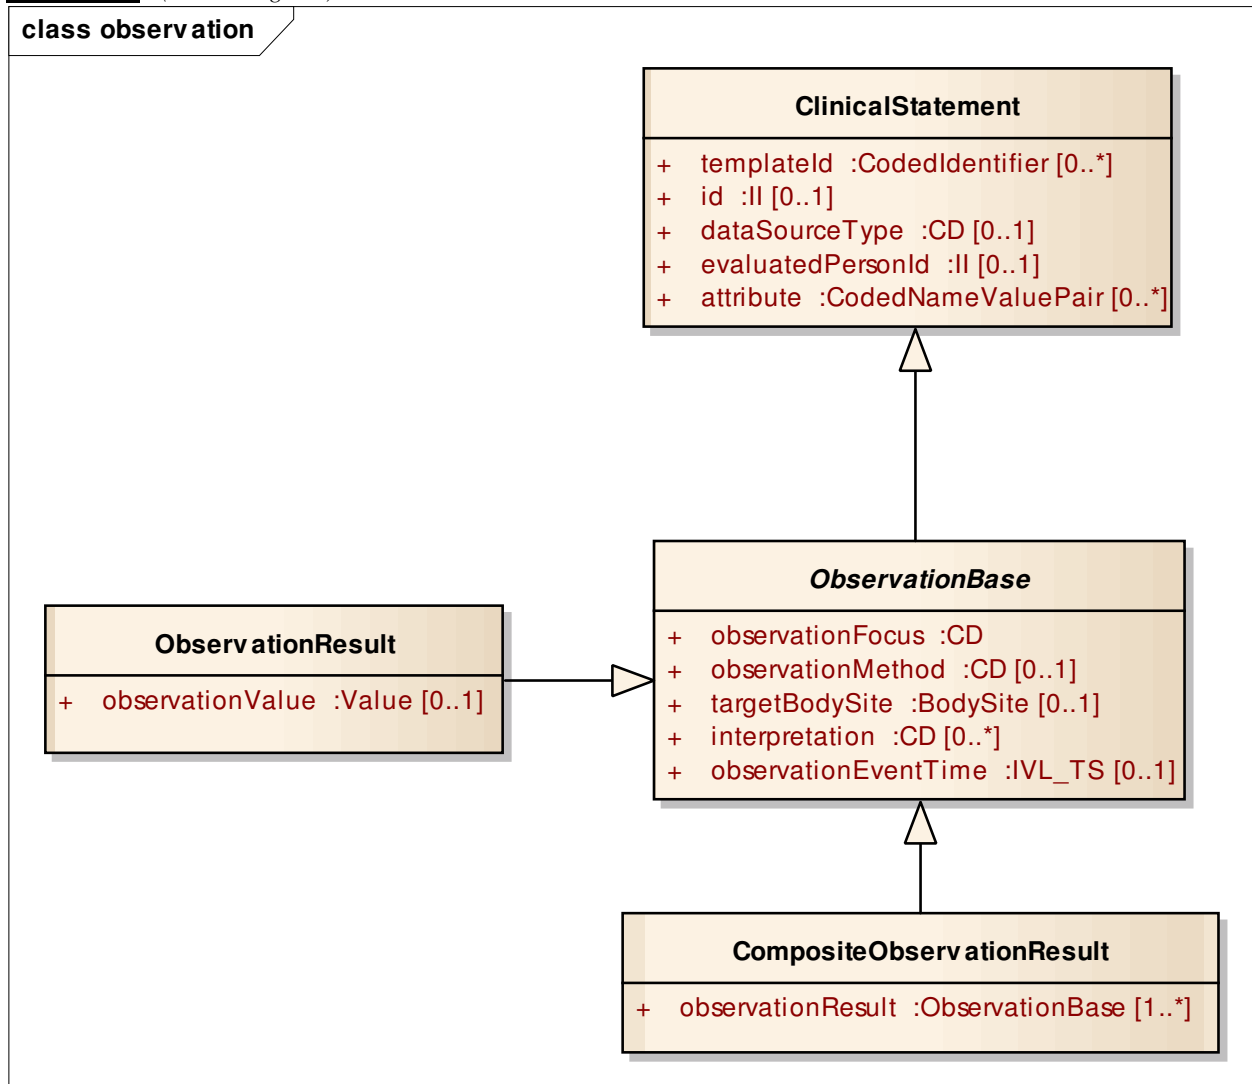 class observation
ClinicalStatement
+ templateId :CodedIdentifier [0..*]
+ id :II [0..1]
+ dataSourceType :CD [0..1]
+ evaluatedPersonId :II [0..1]
+ attribute :CodedNameValuePair [0..*]
ObservationBase
+ observationFocus :CD
+ observationMethod :CD [0..1]
+ targetBodySite :BodySite [0..1]
+ interpretation :CD [0..*]
+ observationEventTime :IVL_TS [0..1]
ObservationResult
+ observationValue :Value [0..1]
CompositeObservationResult
+ observationResult :ObservationBase [1..*]